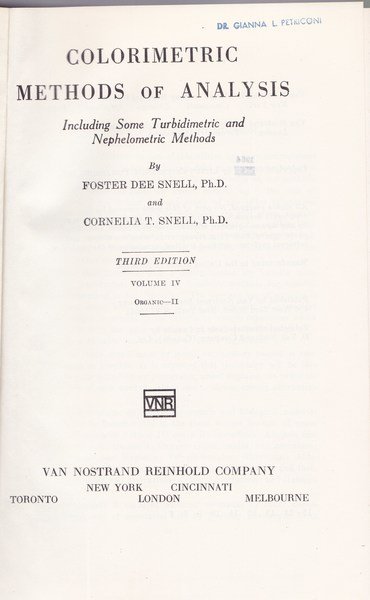 DR. GIANNA L. PETRICONI
COLORIMETRIC
METHODS OF ANALYSIS
Including Some Turbidimetric and
Nephelometric Methods
By
FOSTER DEE SNELL, Ph.D.
and
CORNELIA T. SNELL, Ph.D.
THIRD EDITION
VOLUME IV
ORGANIC—II
VNR
VAN NOSTRAND REINHOLD COMPANY
NEW YORK CINCINNATI
TORONTO LONDON MELBOURNE